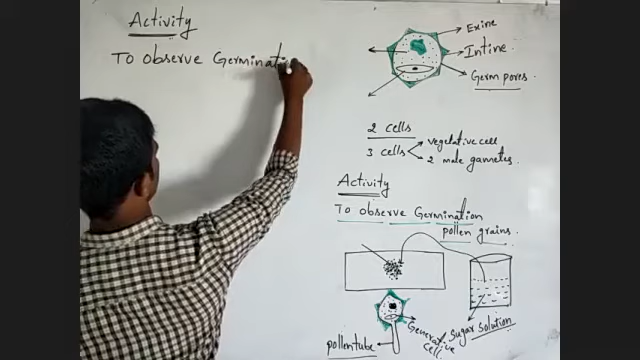 Activity
To observe Germinati
Exine
Intine
Germ pores
2 cells
3 cells
vegetative cell
2 male gametes
Activity
To observe Germination
pollen grains.
Generative
cell
pollentube
sugar solution